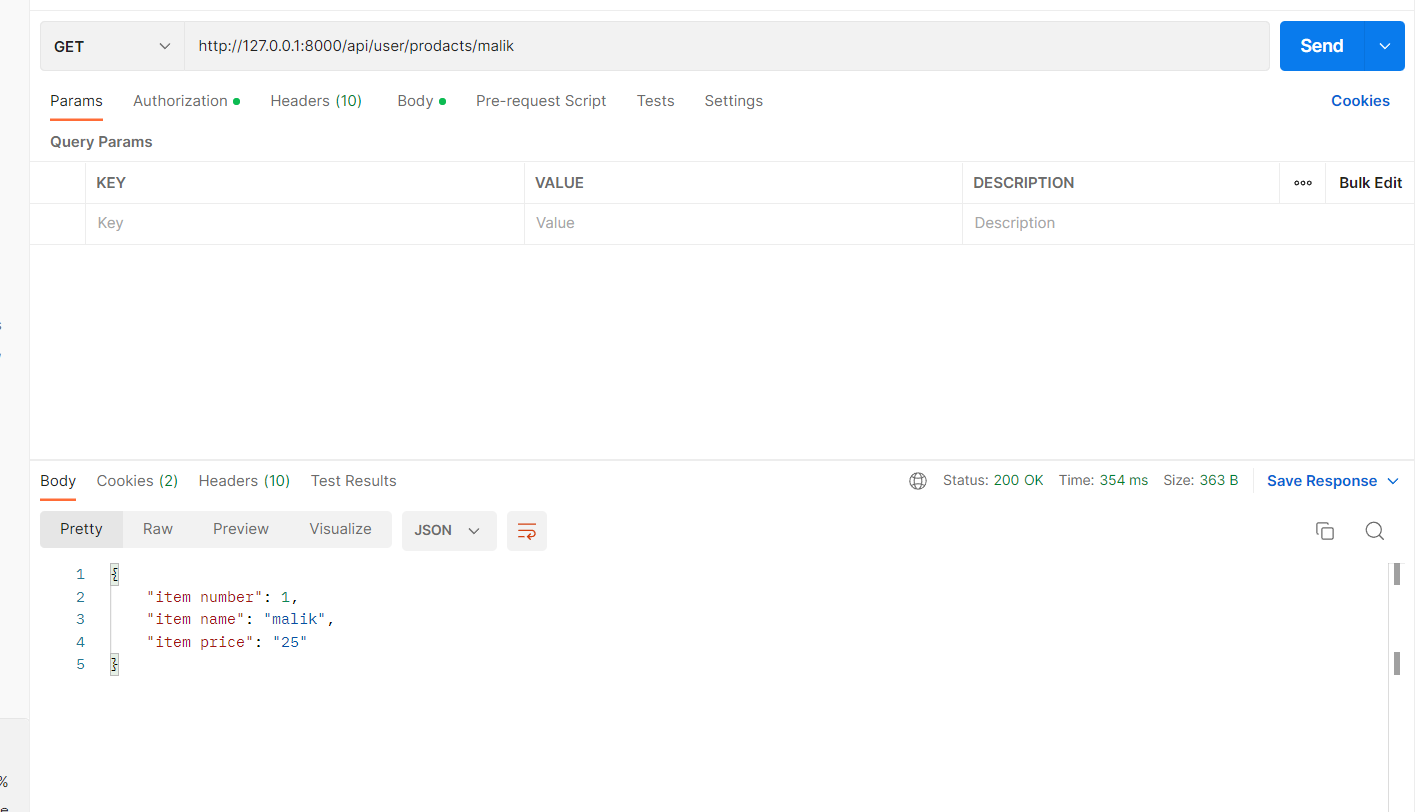 GET http://127.0.0.1:8000/api/user/prodacts/malik Send
Params Authorization Headers (10) Body Pre-request Script Tests Settings Cookies
Query Params
KEY VALUE DESCRIPTION Bulk Edit
Key Value Description
Body Cookies (2) Headers (10) Test Results Status: 200 OK Time: 354 ms Size: 363 B Save Response
Pretty Raw Preview Visualize JSON
1 {
2 "item number": 1,
3 "item name": "malik",
4 "item price": "25"
5 }
%